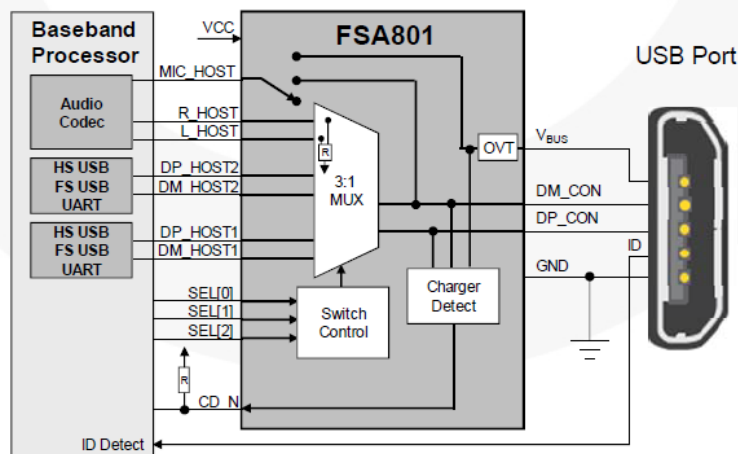 Baseband
Processor
VCC
FSA801
USB Port
MIC_HOST
Audio
Codec
R_HOST
L_HOST
R
OVT
VBUS
HS USB
FS USB
UART
DP_HOST2
DM_HOST2
3:1
MUX
DM_CON
DP_CON
HS USB
FS USB
UART
DP_HOST1
DM_HOST1
ID
GND
Charger
Detect
SEL[0]
SEL[1]
SEL[2]
Switch
Control
R
CD_N
ID Detect